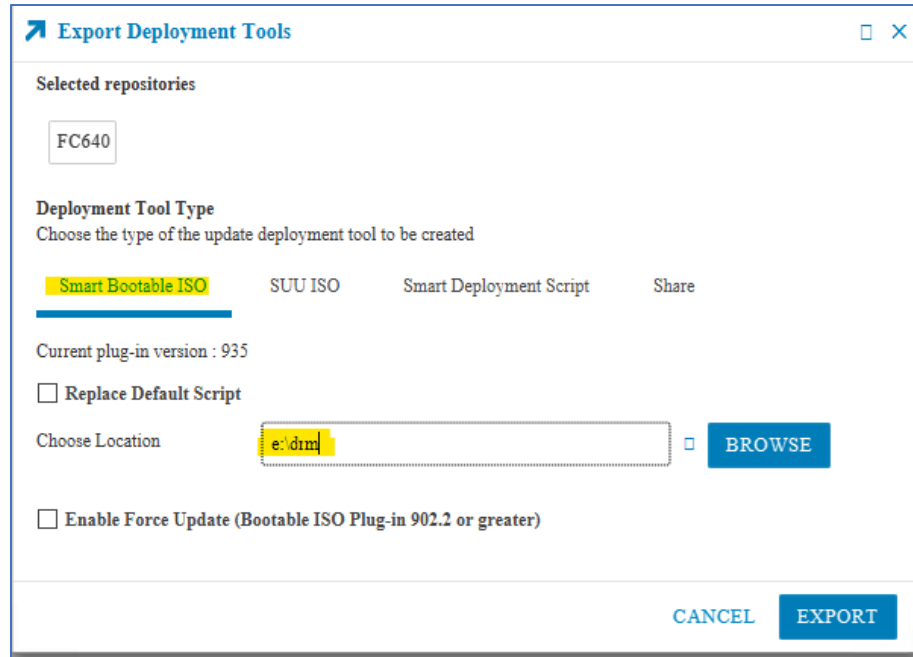 Export Deployment Tools
Selected repositories
FC640
Deployment Tool Type
Choose the type of the update deployment tool to be created
Smart Bootable ISO SUU ISO Smart Deployment Script Share
Current plug-in version : 935
Replace Default Script
Choose Location e:\drm BROWSE
Enable Force Update (Bootable ISO Plug-in 902.2 or greater)
CANCEL EXPORT